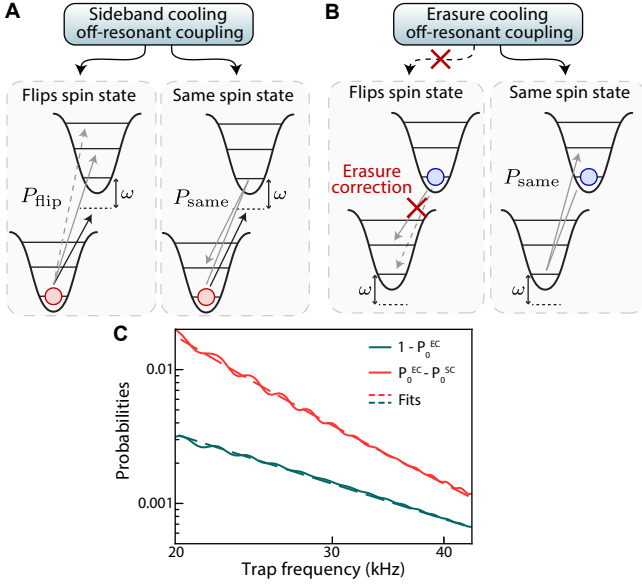 A
Sideband cooling
off-resonant coupling
Flips spin state
Same spin state
P_flip
ω
P_same
ω
B
Erasure cooling
off-resonant coupling
Flips spin state
Same spin state
Erasure
correction
P_same
ω
ω
C
Probabilities
0.01
0.001
1 - P_0^EC
P_0^EC - P_0^SC
Fits
20
30
40
Trap frequency (kHz)